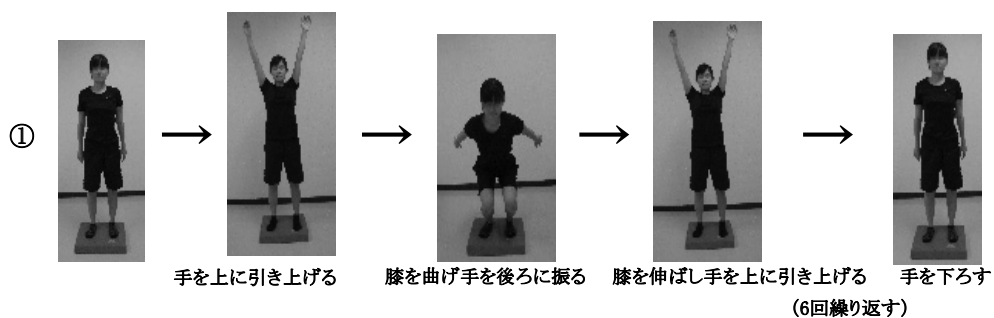 ①
手を上に引き上げる
膝を曲げ手を後ろに振る
膝を伸ばし手を上に引き上げる
(6回繰り返す)
手を下ろす